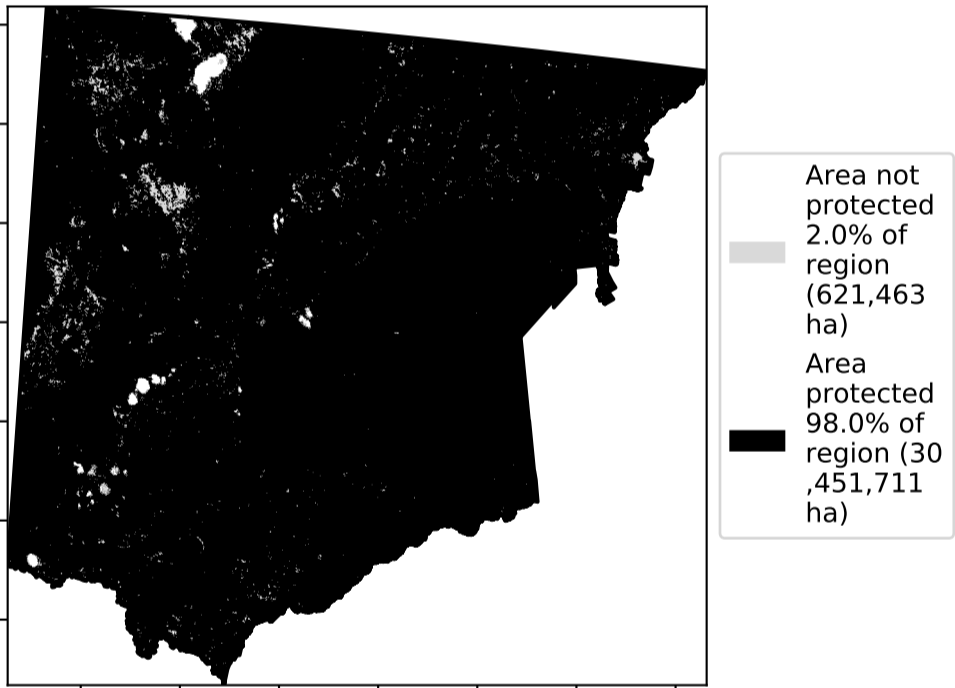 Area not
protected
2.0% of
region
(621,463
ha)
Area
protected
98.0% of
region (30
,451,711
ha)